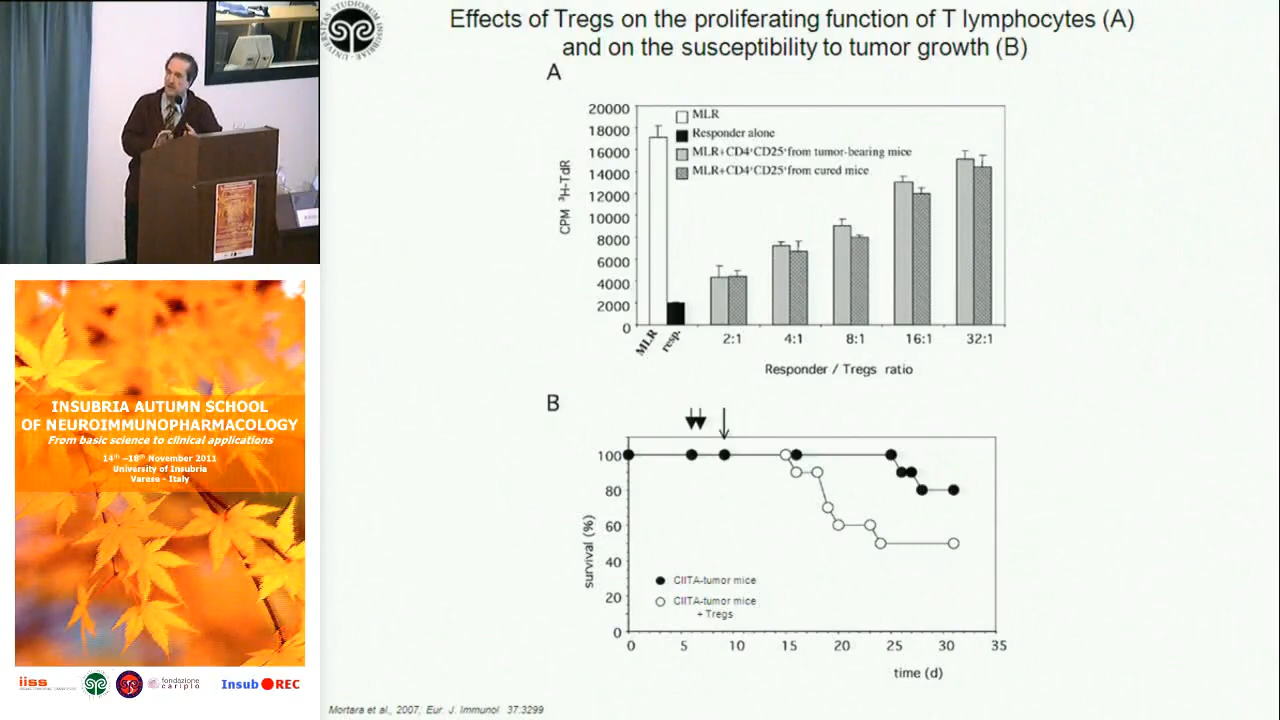 UNIVERSITAS STUDIORUM INSUBRIAE
Effects of Tregs on the proliferating function of T lymphocytes (A)
and on the susceptibility to tumor growth (B)
A
20000
18000
16000
14000
12000
10000
8000
6000
4000
2000
0
CPM ³H-TdR
MLR
Responder alone
MLR+CD4⁺CD25⁺from tumor-bearing mice
MLR+CD4⁺CD25⁺from cured mice
MLR
resp.
2:1
4:1
8:1
16:1
32:1
Responder / Tregs ratio
B
100
80
60
40
20
0
survival (%)
CIITA-tumor mice
CIITA-tumor mice
+ Tregs
0
5
10
15
20
25
30
35
time (d)
Mortara et al., 2007, Eur. J. Immunol 37:3299
INSUBRIA AUTUMN SCHOOL
OF NEUROIMMUNOPHARMACOLOGY
From basic science to clinical applications
14th –18th November 2011
University of Insubria
Varese - Italy
iiss
fondazione
cariplo
Insub REC